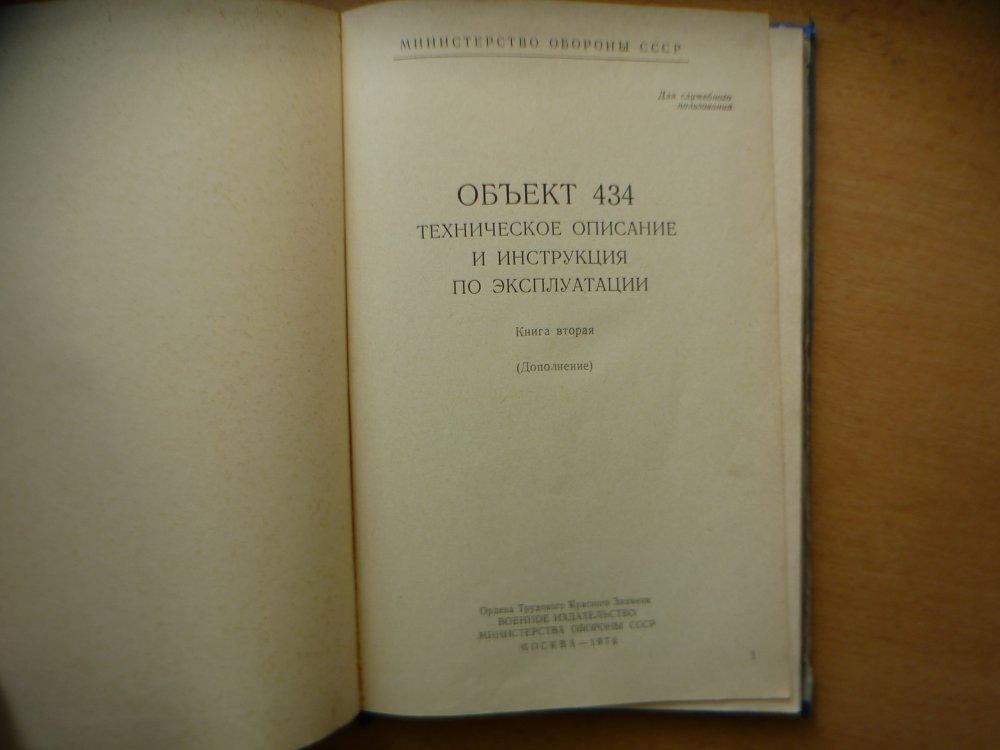 МИНИСТЕРСТВО ОБОРОНЫ СССР
Для служебного
пользования
ОБЪЕКТ 434
ТЕХНИЧЕСКОЕ ОПИСАНИЕ
И ИНСТРУКЦИЯ
ПО ЭКСПЛУАТАЦИИ
Книга вторая
(Дополнение)
Ордена Трудового Красного Знамени
ВОЕННОЕ ИЗДАТЕЛЬСТВО
МИНИСТЕРСТВА ОБОРОНЫ СССР
МОСКВА —
1